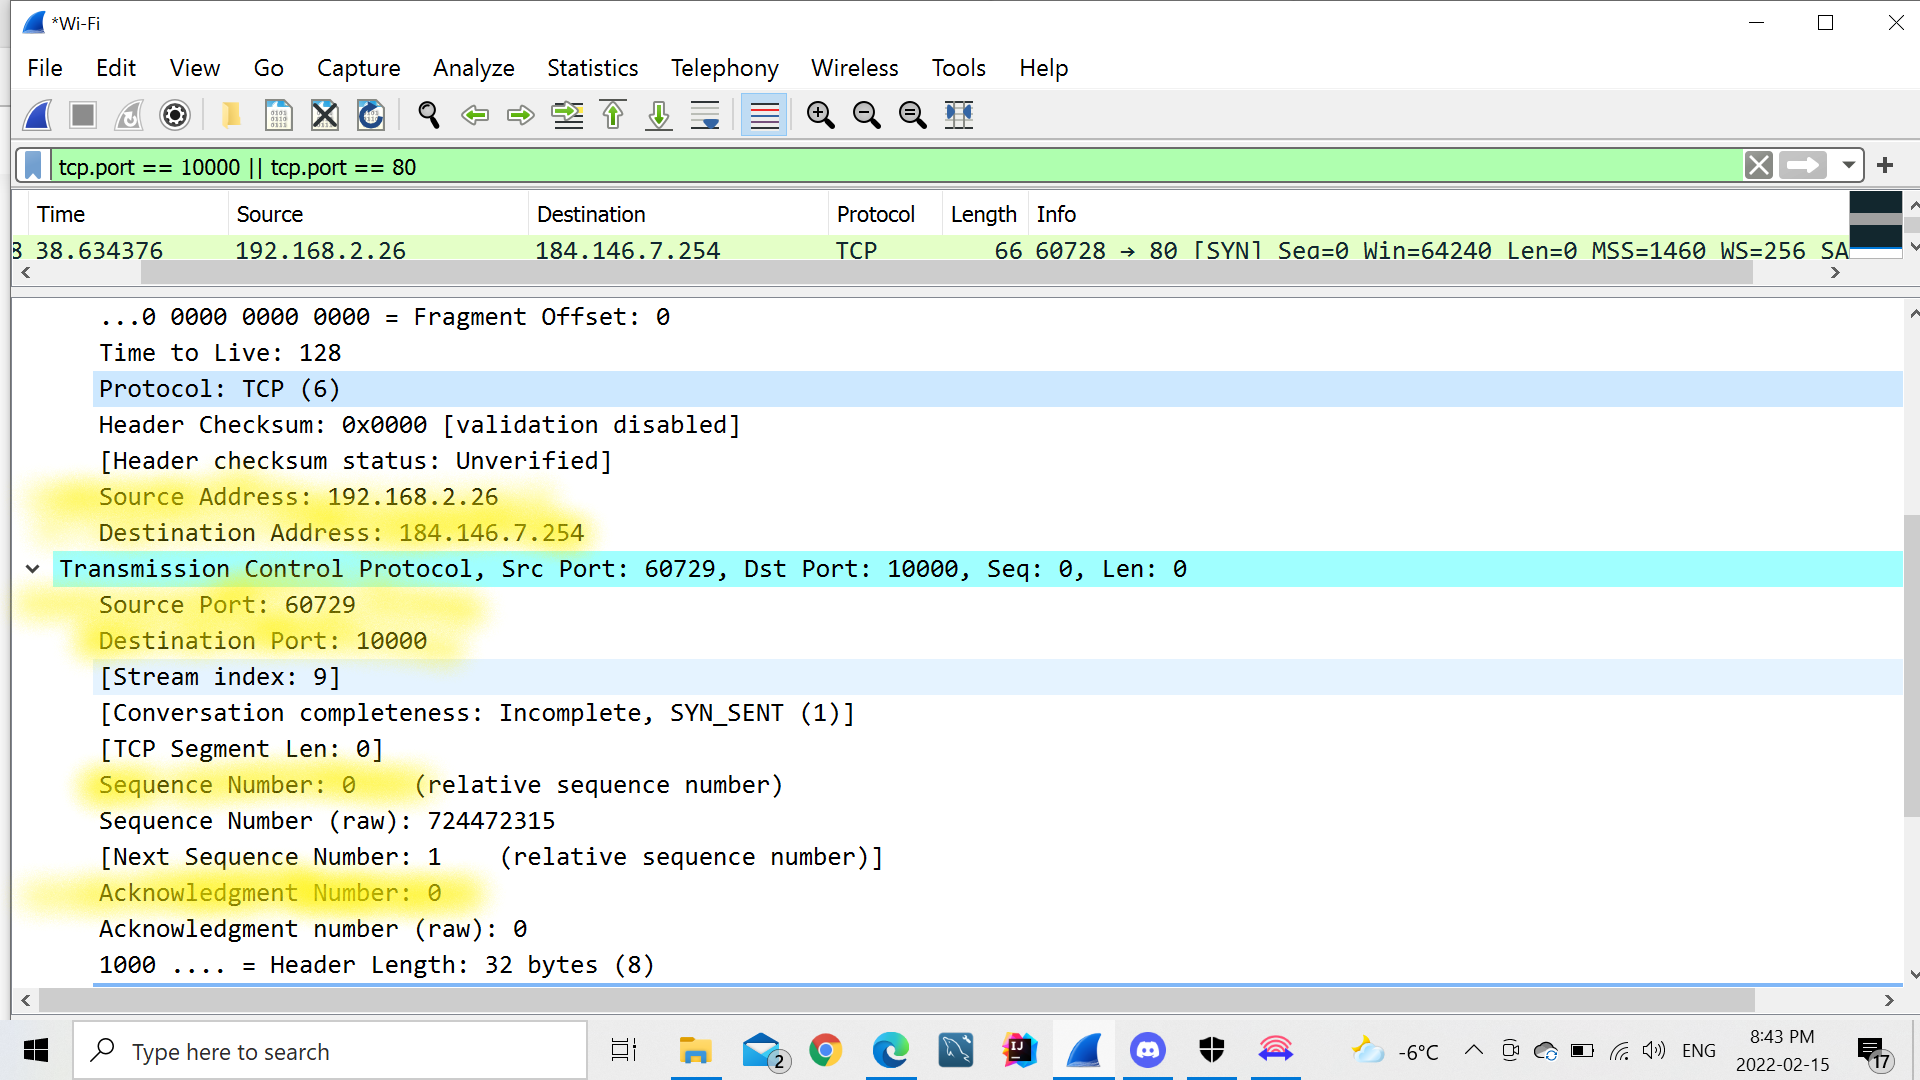 *Wi-Fi
File Edit View Go Capture Analyze Statistics Telephony Wireless Tools Help
tcp.port == 10000 || tcp.port == 80
Time Source Destination Protocol Length Info
8 38.634376 192.168.2.26 184.146.7.254 TCP 66 60728 → 80 [SYN] Seq=0 Win=64240 Len=0 MSS=1460 WS=256 SA
...0 0000 0000 0000 = Fragment Offset: 0
Time to Live: 128
Protocol: TCP (6)
Header Checksum: 0x0000 [validation disabled]
[Header checksum status: Unverified]
Source Address: 192.168.2.26
Destination Address: 184.146.7.254
Transmission Control Protocol, Src Port: 60729, Dst Port: 10000, Seq: 0, Len: 0
Source Port: 60729
Destination Port: 10000
[Stream index: 9]
[Conversation completeness: Incomplete, SYN_SENT (1)]
[TCP Segment Len: 0]
Sequence Number: 0    (relative sequence number)
Sequence Number (raw): 724472315
[Next Sequence Number: 1    (relative sequence number)]
Acknowledgment Number: 0
Acknowledgment number (raw): 0
1000 .... = Header Length: 32 bytes (8)
Type here to search
2
IJ
-6°C
ENG
8:43 PM
2022-02-15
17